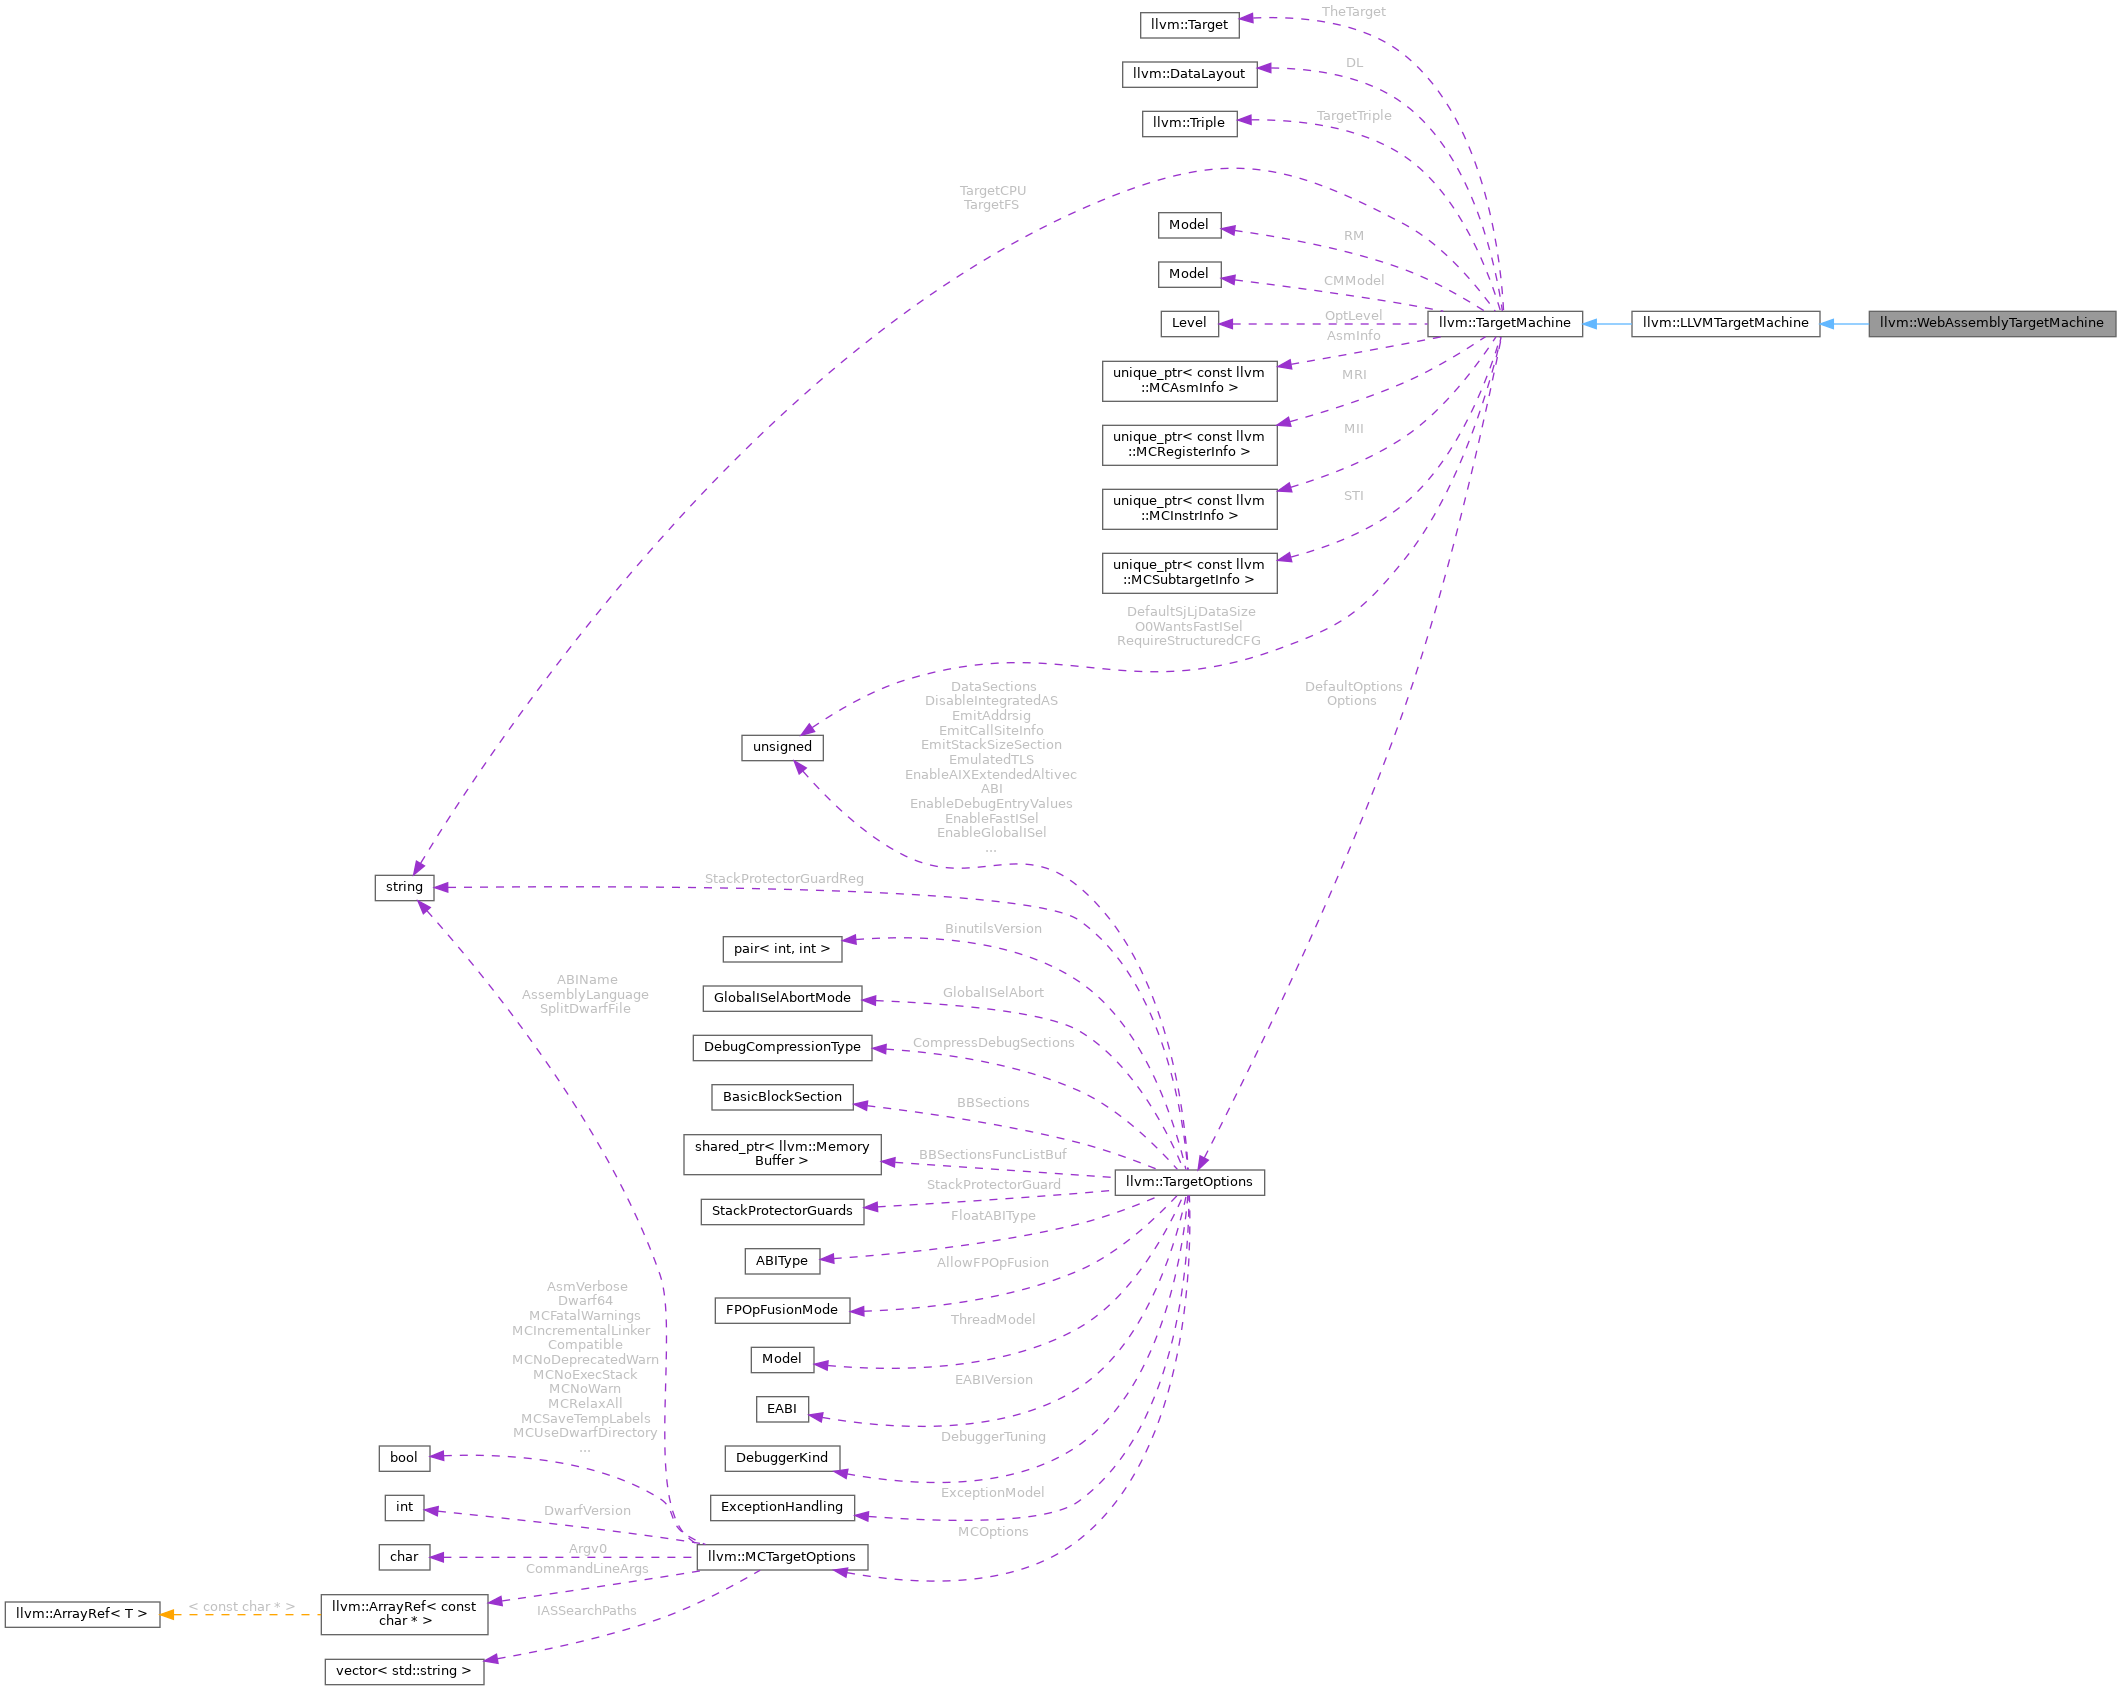 TheTarget
llvm::Target
DL
llvm::DataLayout
TargetTriple
llvm::Triple
TargetCPU
TargetFS
Model
RM
Model
CMModel
OptLevel
Level
llvm::TargetMachine
llvm::LLVMTargetMachine
llvm::WebAssemblyTargetMachine
AsmInfo
unique_ptr< const llvm
::MCAsmInfo >
MRI
unique_ptr< const llvm
::MCRegisterInfo >
MII
unique_ptr< const llvm
::MCInstrInfo >
STI
unique_ptr< const llvm
::MCSubtargetInfo >
DefaultSjLjDataSize
O0WantsFastISel
RequireStructuredCFG
DefaultOptions
Options
unsigned
DataSections
DisableIntegratedAS
EmitAddrsig
EmitCallSiteInfo
EmitStackSizeSection
EmulatedTLS
EnableAIXExtendedAltivec
ABI
EnableDebugEntryValues
EnableFastISel
EnableGlobalISel
...
string
StackProtectorGuardReg
BinutilsVersion
pair< int, int >
ABIName
AssemblyLanguage
SplitDwarfFile
GlobalISelAbortMode
GlobalISelAbort
DebugCompressionType
CompressDebugSections
BasicBlockSection
BBSections
shared_ptr< llvm::Memory
Buffer >
BBSectionsFuncListBuf
llvm::TargetOptions
StackProtectorGuard
StackProtectorGuards
FloatABIType
ABIType
AllowFPOpFusion
FPOpFusionMode
ThreadModel
Model
EABIVersion
EABI
DebuggerTuning
DebuggerKind
ExceptionModel
ExceptionHandling
MCOptions
AsmVerbose
Dwarf64
MCFatalWarnings
MCIncrementalLinker
Compatible
MCNoDeprecatedWarn
MCNoExecStack
MCNoWarn
MCRelaxAll
MCSaveTempLabels
MCUseDwarfDirectory
...
bool
int
DwarfVersion
char
Argv0
llvm::MCTargetOptions
CommandLineArgs
llvm::ArrayRef< T >
< const char * >
llvm::ArrayRef< const
char * >
IASSearchPaths
vector< std::string >